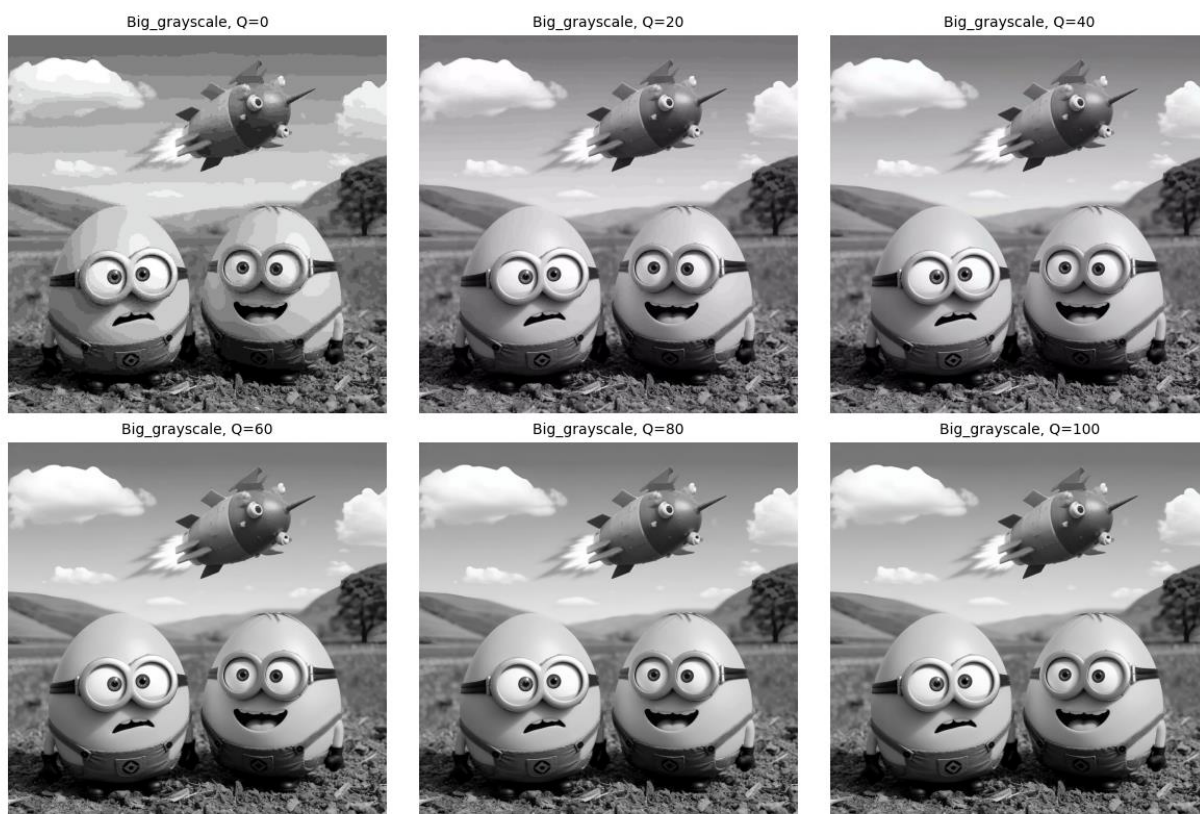 Big_grayscale, Q=0
Big_grayscale, Q=20
Big_grayscale, Q=40
Big_grayscale, Q=60
Big_grayscale, Q=80
Big_grayscale, Q=100